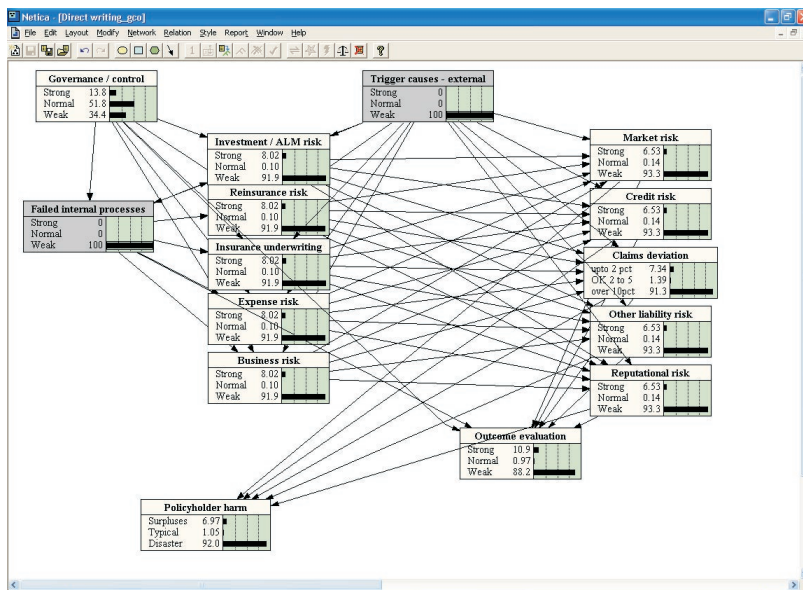 Netica - [Direct writing_gco]
File Edit Layout Modify Network Relation Style Report Window Help
Governance / control
Strong 13.8
Normal 51.8
Weak 34.4
Trigger causes - external
Strong 0
Normal 0
Weak 100
Investment / ALM risk
Strong 8.02
Normal 0.10
Weak 91.9
Market risk
Strong 6.53
Normal 0.14
Weak 93.3
Reinsurance risk
Strong 8.02
Normal 0.10
Weak 91.9
Credit risk
Strong 6.53
Normal 0.14
Weak 93.3
Failed internal processes
Strong 0
Normal 0
Weak 100
Insurance underwriting
Strong 8.02
Normal 0.10
Weak 91.9
Claims deviation
upto 2 pct 7.34
OK 2 to 5 1.39
over 10pct 91.3
Expense risk
Strong 8.02
Normal 0.10
Weak 91.9
Other liability risk
Strong 6.53
Normal 0.14
Weak 93.3
Business risk
Strong 8.02
Normal 0.10
Weak 91.9
Reputational risk
Strong 6.53
Normal 0.14
Weak 93.3
Outcome evaluation
Strong 10.9
Normal 0.97
Weak 88.2
Policyholder harm
Surpluses 6.97
Typical 1.05
Disaster 92.0